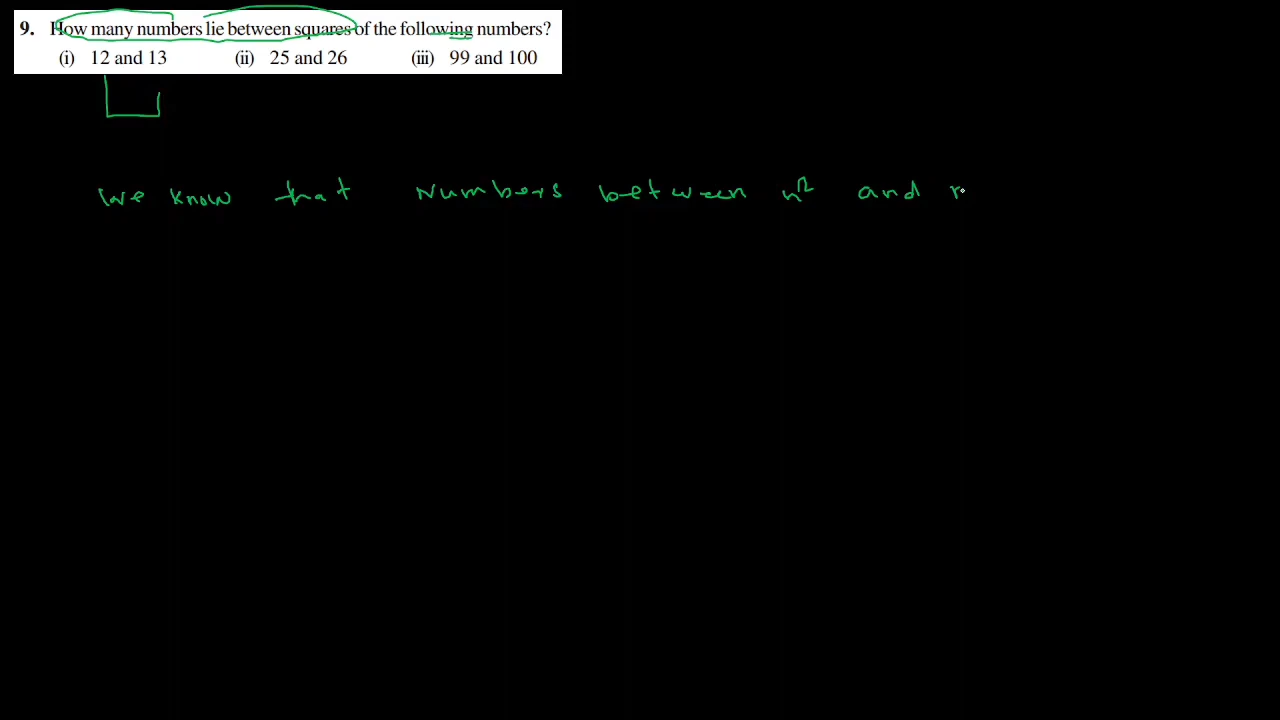 9. How many numbers lie between squares of the following numbers?
(i) 12 and 13 (ii) 25 and 26 (iii) 99 and 100
We know that Numbers between n² and